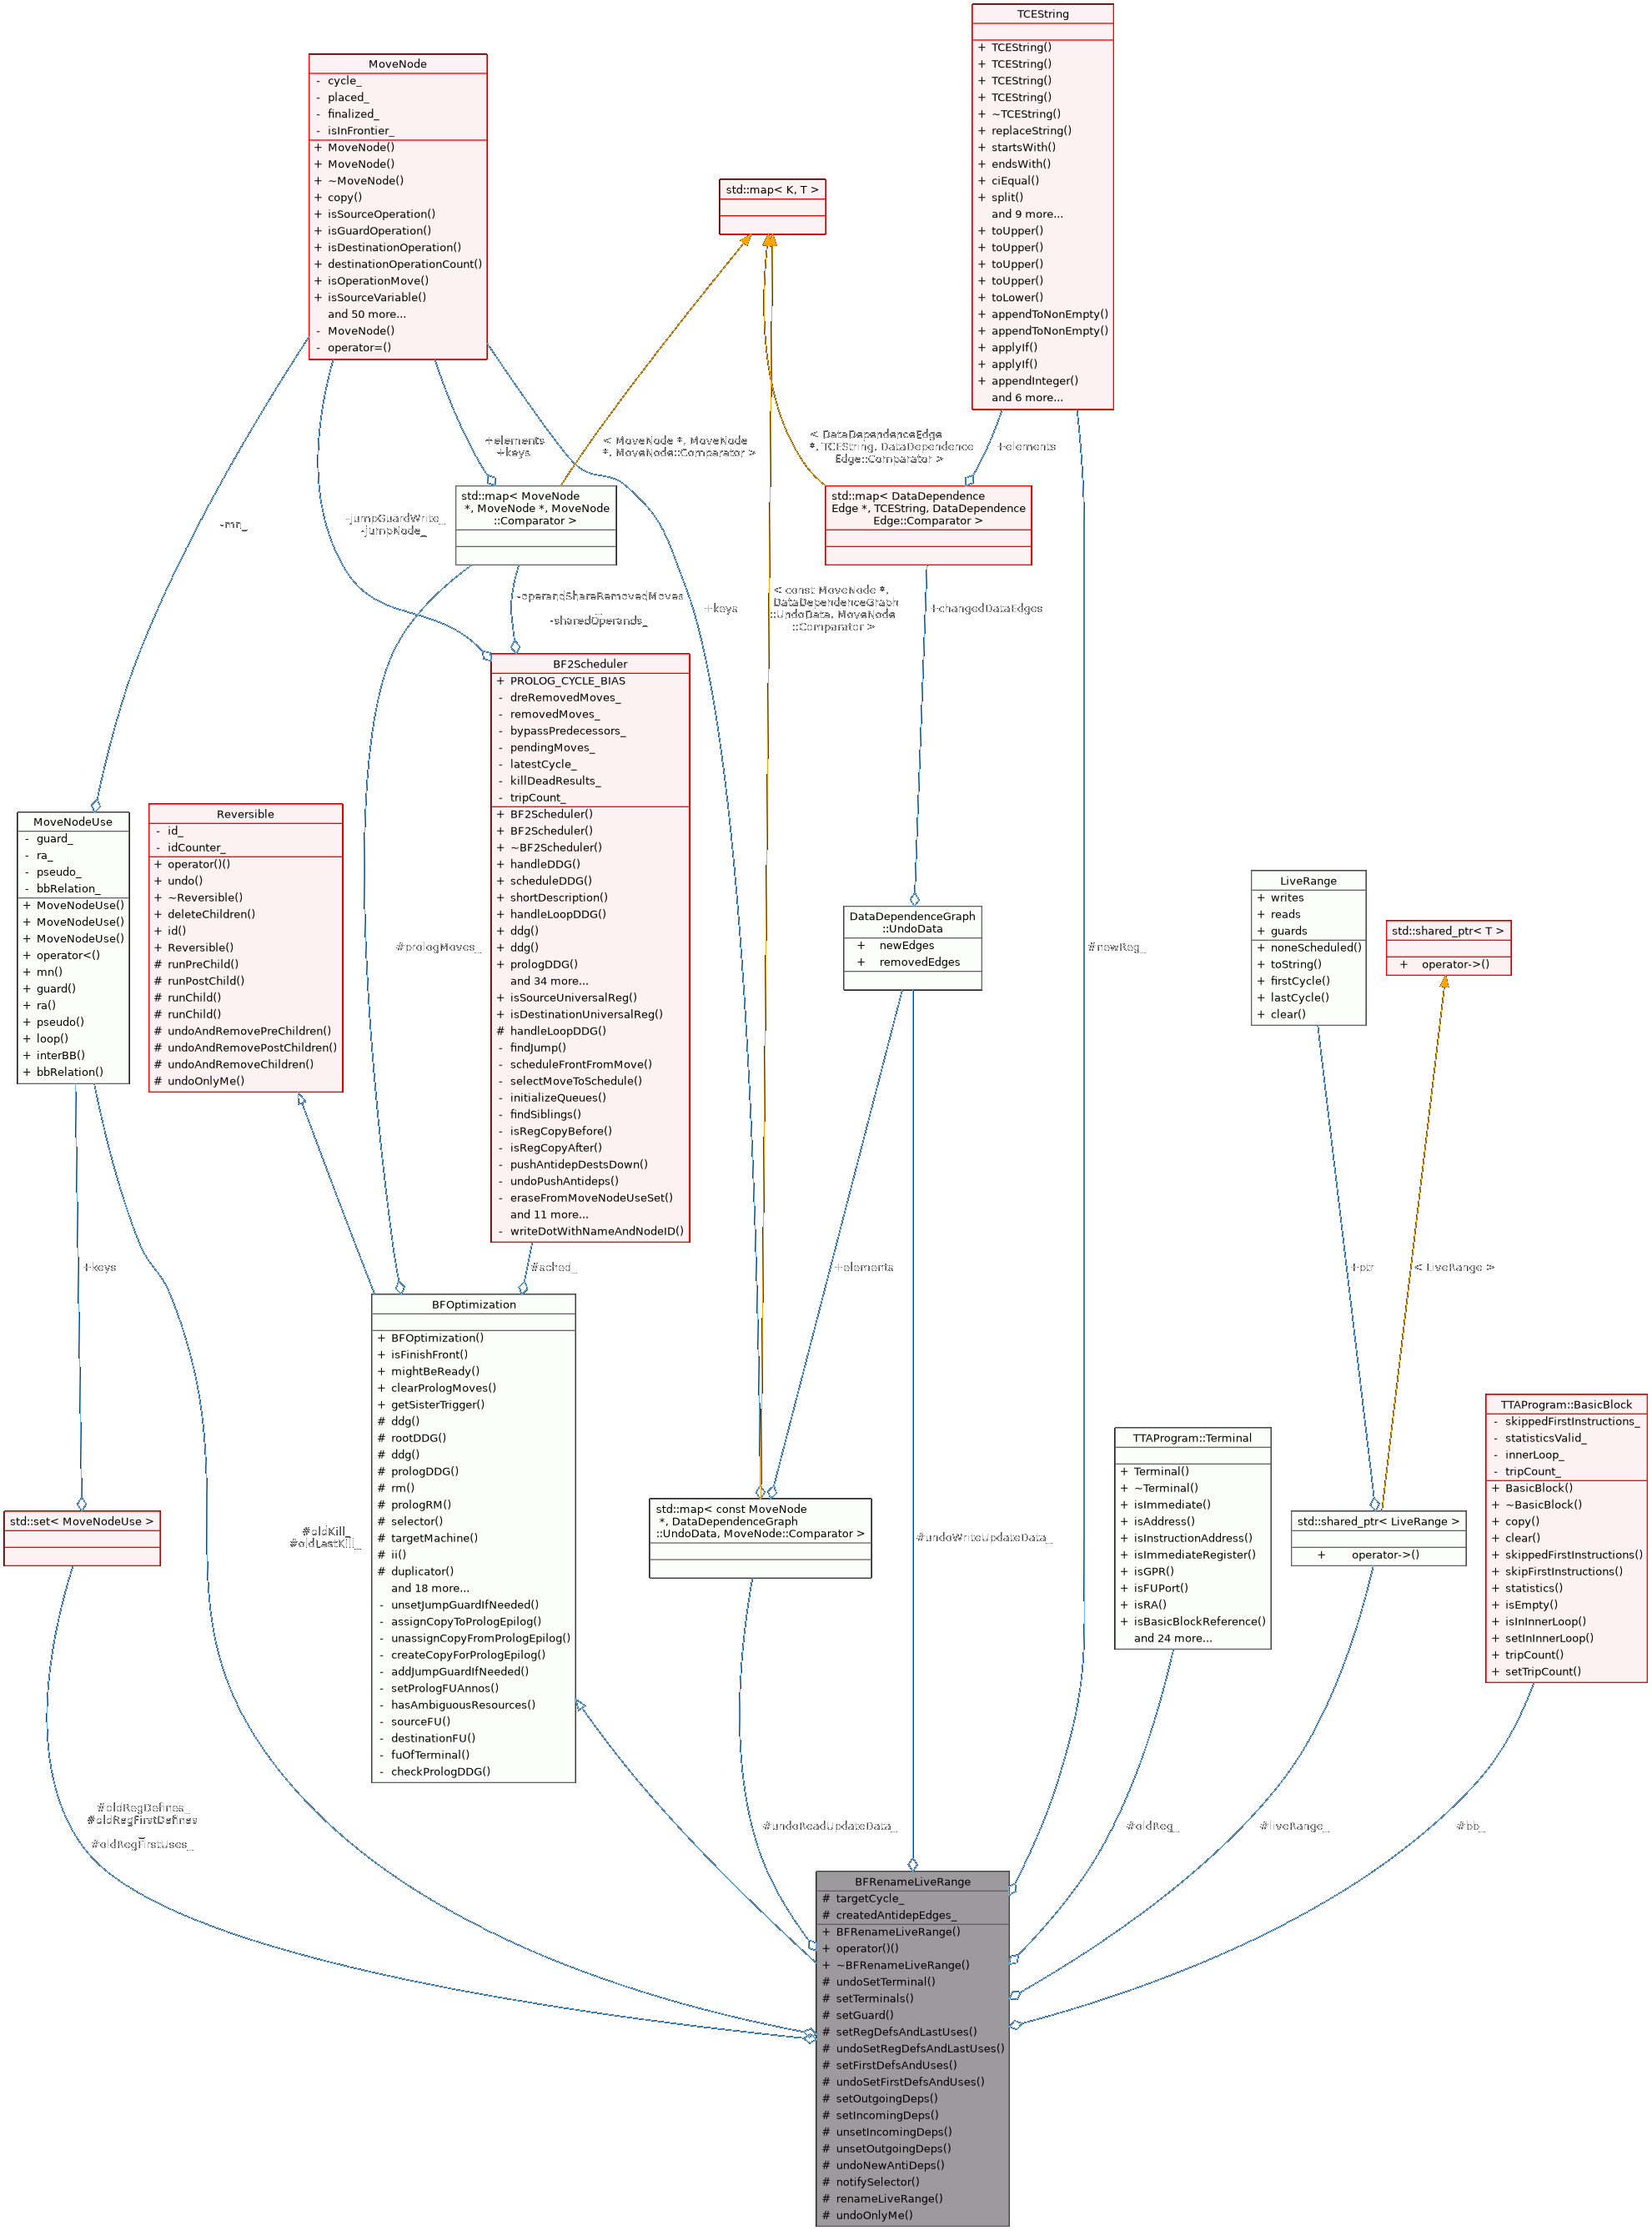 TCEString
+ TCEString()
+ TCEString()
+ TCEString()
+ TCEString()
+ ~TCEString()
+ replaceString()
+ startsWith()
+ endsWith()
+ ciEqual()
+ split()
and 9 more...
+ toUpper()
+ toUpper()
+ toUpper()
+ toUpper()
+ toLower()
+ appendToNonEmpty()
+ appendToNonEmpty()
+ applyIf()
+ applyIf()
+ appendInteger()
and 6 more...
MoveNode
- cycle_
- placed_
- finalized_
- isInFrontier_
+ MoveNode()
+ MoveNode()
+ ~MoveNode()
+ copy()
+ isSourceOperation()
+ isGuardOperation()
+ isDestinationOperation()
+ destinationOperationCount()
+ isOperationMove()
+ isSourceVariable()
and 50 more...
- MoveNode()
- operator=()
std::map< K, T >
+elements
+keys
< MoveNode *, MoveNode
*, MoveNode::Comparator >
< DataDependenceEdge
*, TCEString, DataDependence
Edge::Comparator >
+elements
-mn_
-jumpGuardWrite_
-jumpNode_
std::map< MoveNode
*, MoveNode *, MoveNode
::Comparator >
std::map< DataDependence
Edge *, TCEString, DataDependence
Edge::Comparator >
-operandShareRemovedMoves
_
-sharedOperands_
+keys
< const MoveNode *,
DataDependenceGraph
::UndoData, MoveNode
::Comparator >
+changedDataEdges
BF2Scheduler
+ PROLOG_CYCLE_BIAS
- dreRemovedMoves_
- removedMoves_
- bypassPredecessors_
- pendingMoves_
- latestCycle_
- killDeadResults_
- tripCount_
+ BF2Scheduler()
+ BF2Scheduler()
+ ~BF2Scheduler()
+ handleDDG()
+ scheduleDDG()
+ shortDescription()
+ handleLoopDDG()
+ ddg()
+ ddg()
+ prologDDG()
and 34 more...
+ isSourceUniversalReg()
+ isDestinationUniversalReg()
# handleLoopDDG()
- findJump()
- scheduleFrontFromMove()
- selectMoveToSchedule()
- initializeQueues()
- findSiblings()
- isRegCopyBefore()
- isRegCopyAfter()
- pushAntidepDestsDown()
- undoPushAntideps()
- eraseFromMoveNodeUseSet()
and 11 more...
- writeDotWithNameAndNodeID()
MoveNodeUse
- guard_
- ra_
- pseudo_
- bbRelation_
+ MoveNodeUse()
+ MoveNodeUse()
+ MoveNodeUse()
+ operator<()
+ mn()
+ guard()
+ ra()
+ pseudo()
+ loop()
+ interBB()
+ bbRelation()
Reversible
- id_
- idCounter_
+ operator()()
+ undo()
+ ~Reversible()
+ deleteChildren()
+ id()
+ Reversible()
# runPreChild()
# runPostChild()
# runChild()
# runChild()
# undoAndRemovePreChildren()
# undoAndRemovePostChildren()
# undoAndRemoveChildren()
# undoOnlyMe()
#prologMoves_
DataDependenceGraph
::UndoData
+ newEdges
+ removedEdges
#newReg_
LiveRange
+ writes
+ reads
+ guards
+ noneScheduled()
+ toString()
+ firstCycle()
+ lastCycle()
+ clear()
std::shared_ptr< T >
+ operator->()
+keys
#sched_
+elements
+ptr
< LiveRange >
BFOptimization
+ BFOptimization()
+ isFinishFront()
+ mightBeReady()
+ clearPrologMoves()
+ getSisterTrigger()
# ddg()
# rootDDG()
# ddg()
# prologDDG()
# rm()
# prologRM()
# selector()
# targetMachine()
# ii()
# duplicator()
and 18 more...
- unsetJumpGuardIfNeeded()
- assignCopyToPrologEpilog()
- unassignCopyFromPrologEpilog()
- createCopyForPrologEpilog()
- addJumpGuardIfNeeded()
- setPrologFUAnnos()
- hasAmbiguousResources()
- sourceFU()
- destinationFU()
- fuOfTerminal()
- checkPrologDDG()
std::set< MoveNodeUse >
#oldKill_
#oldLastKill_
std::map< const MoveNode
*, DataDependenceGraph
::UndoData, MoveNode::Comparator >
#undoWriteUpdateData_
TTAProgram::Terminal
+ Terminal()
+ ~Terminal()
+ isImmediate()
+ isAddress()
+ isInstructionAddress()
+ isImmediateRegister()
+ isGPR()
+ isFUPort()
+ isRA()
+ isBasicBlockReference()
and 24 more...
std::shared_ptr< LiveRange >
+ operator->()
TTAProgram::BasicBlock
- skippedFirstInstructions_
- statisticsValid_
- innerLoop_
- tripCount_
+ BasicBlock()
+ ~BasicBlock()
+ copy()
+ clear()
+ skippedFirstInstructions()
+ skipFirstInstructions()
+ statistics()
+ isEmpty()
+ isInInnerLoop()
+ setInInnerLoop()
+ tripCount()
+ setTripCount()
#oldRegDefines_
#oldRegFirstDefines
_
#oldRegFirstUses_
#undoReadUpdateData_
#oldReg_
#liveRange_
#bb_
BFRenameLiveRange
# targetCycle_
# createdAntidepEdges_
+ BFRenameLiveRange()
+ operator()()
+ ~BFRenameLiveRange()
# undoSetTerminal()
# setTerminals()
# setGuard()
# setRegDefsAndLastUses()
# undoSetRegDefsAndLastUses()
# setFirstDefsAndUses()
# undoSetFirstDefsAndUses()
# setOutgoingDeps()
# setIncomingDeps()
# unsetIncomingDeps()
# unsetOutgoingDeps()
# undoNewAntiDeps()
# notifySelector()
# renameLiveRange()
# undoOnlyMe()